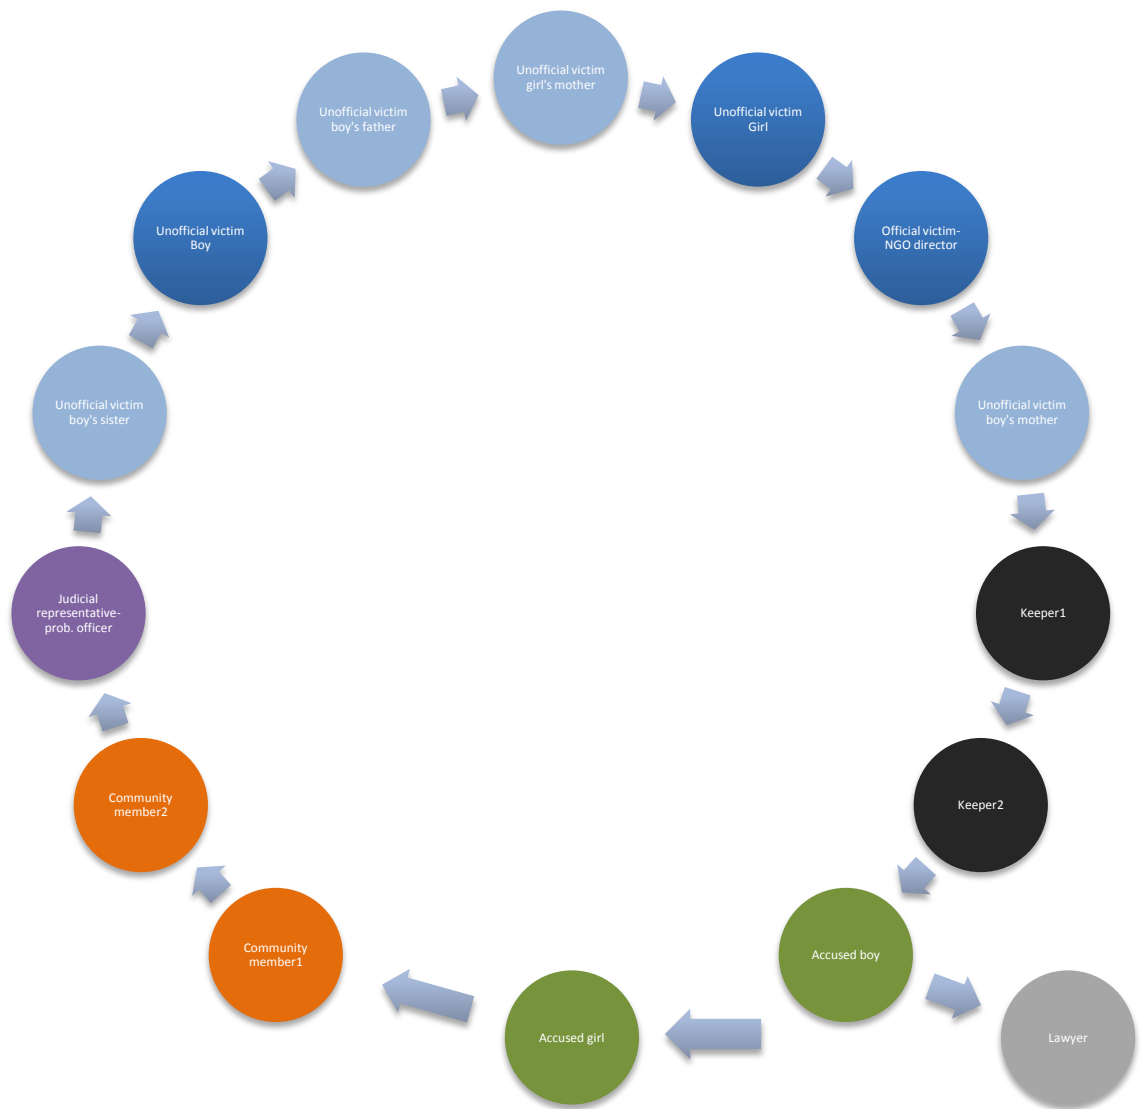 Unofficial victim
girl's mother
Unofficial victim
Girl
Official victim-
NGO director
Unofficial victim
boy's mother
Keeper1
Keeper2
Accused boy
Lawyer
Accused girl
Community
member1
Community
member2
Judicial
representative-
prob. officer
Unofficial victim
boy's sister
Unofficial victim
Boy
Unofficial victim
boy's father